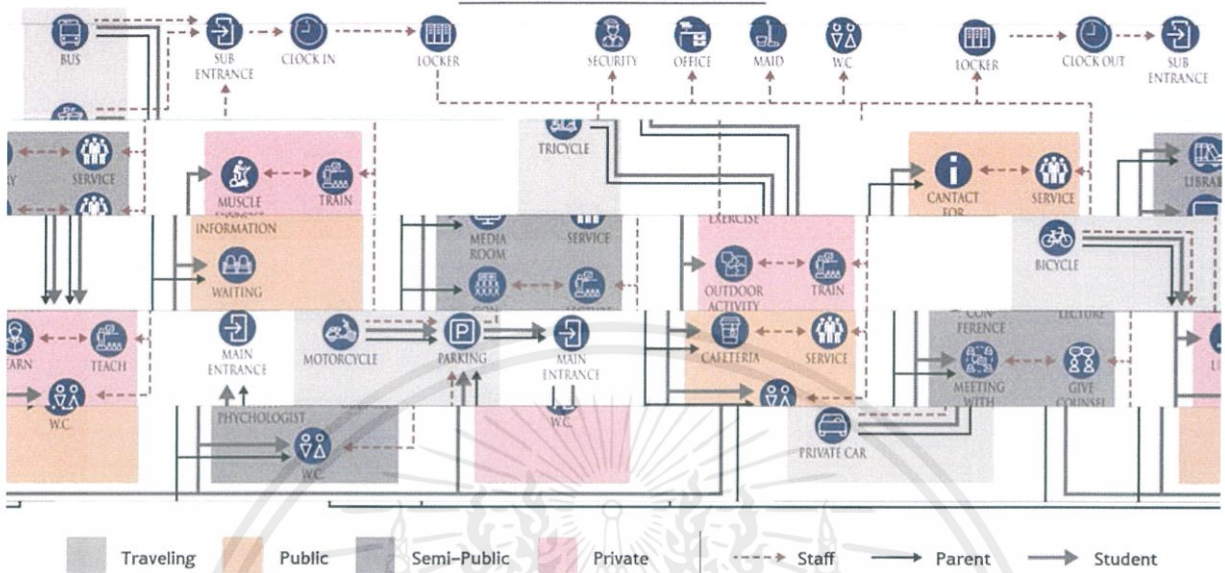 BUS
SUB
ENTRANCE
CLOCK IN
LOCKER
SECURITY
OFFICE
MAID
W.C
LOCKER
CLOCK OUT
SUB
ENTRANCE
SERVICE
MUSCLE
TRAIN
TRICYCLE
CANTACT
FOR
SERVICE
INFORMATION
WAITING
MEDIA
ROOM
SERVICE
EXERCISE
OUTDOOR
ACTIVITY
TRAIN
BICYCLE
LECTURE
TEACH
MAIN
ENTRANCE
MOTORCYCLE
P
PARKING
MAIN
ENTRANCE
CAFETERIA
SERVICE
FERENCE
MEETING
WITH
GIVE
COUNSEL
W.C.
PHYCHOLOGIST
W.C.
W.C.
PRIVATE CAR
Traveling
Public
Semi-Public
Private
Staff
Parent
Student